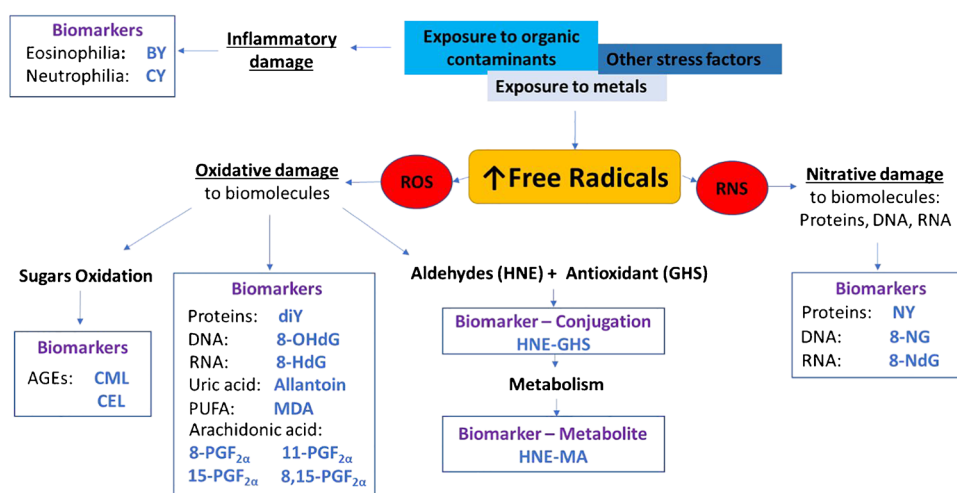 Biomarkers
Eosinophilia: BY
Neutrophilia: CY
Inflammatory
damage
Exposure to organic
contaminants
Other stress factors
Exposure to metals
Oxidative damage
to biomolecules
ROS
↑Free Radicals
RNS
Nitrative damage
to biomolecules:
Proteins, DNA, RNA
Sugars Oxidation
Biomarkers
AGEs: CML
CEL
Biomarkers
Proteins: diY
DNA: 8-OHdG
RNA: 8-HdG
Uric acid: Allantoin
PUFA: MDA
Arachidonic acid:
8-PGF₂α 11-PGF₂α
15-PGF₂α 8,15-PGF₂α
Aldehydes (HNE) + Antioxidant (GHS)
Biomarker – Conjugation
HNE-GHS
Metabolism
Biomarker – Metabolite
HNE-MA
Biomarkers
Proteins: NY
DNA: 8-NG
RNA: 8-NdG